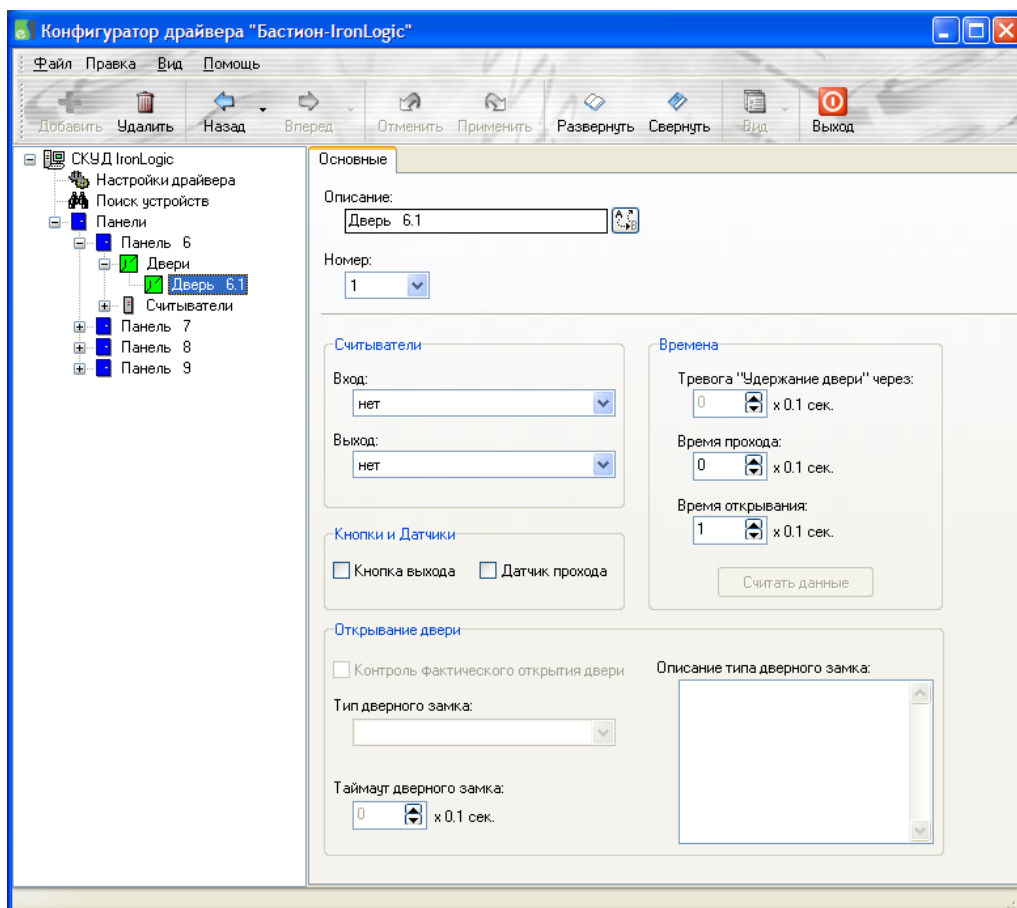 Конфигуратор драйвера "Бастион-IronLogic"
Файл Правка Вид Помощь
Добавить Удалить Назад Вперед Отменить Применить Развернуть Свернуть Вид Выход
СКУД IronLogic
Настройки драйвера
Поиск устройств
Панели
Панель 6
Двери
Дверь 6.1
Считыватели
Панель 7
Панель 8
Панель 9
Основные
Описание:
Дверь 6.1
Номер:
1
Считыватели
Вход:
нет
Выход:
нет
Времена
Тревога "Удержание двери" через:
0 x 0.1 сек.
Время прохода:
0 x 0.1 сек.
Время открывания:
1 x 0.1 сек.
Считать данные
Кнопки и Датчики
Кнопка выхода Датчик прохода
Открывание двери
Контроль фактического открытия двери
Тип дверного замка:
Таймаут дверного замка:
0 x 0.1 сек.
Описание типа дверного замка: